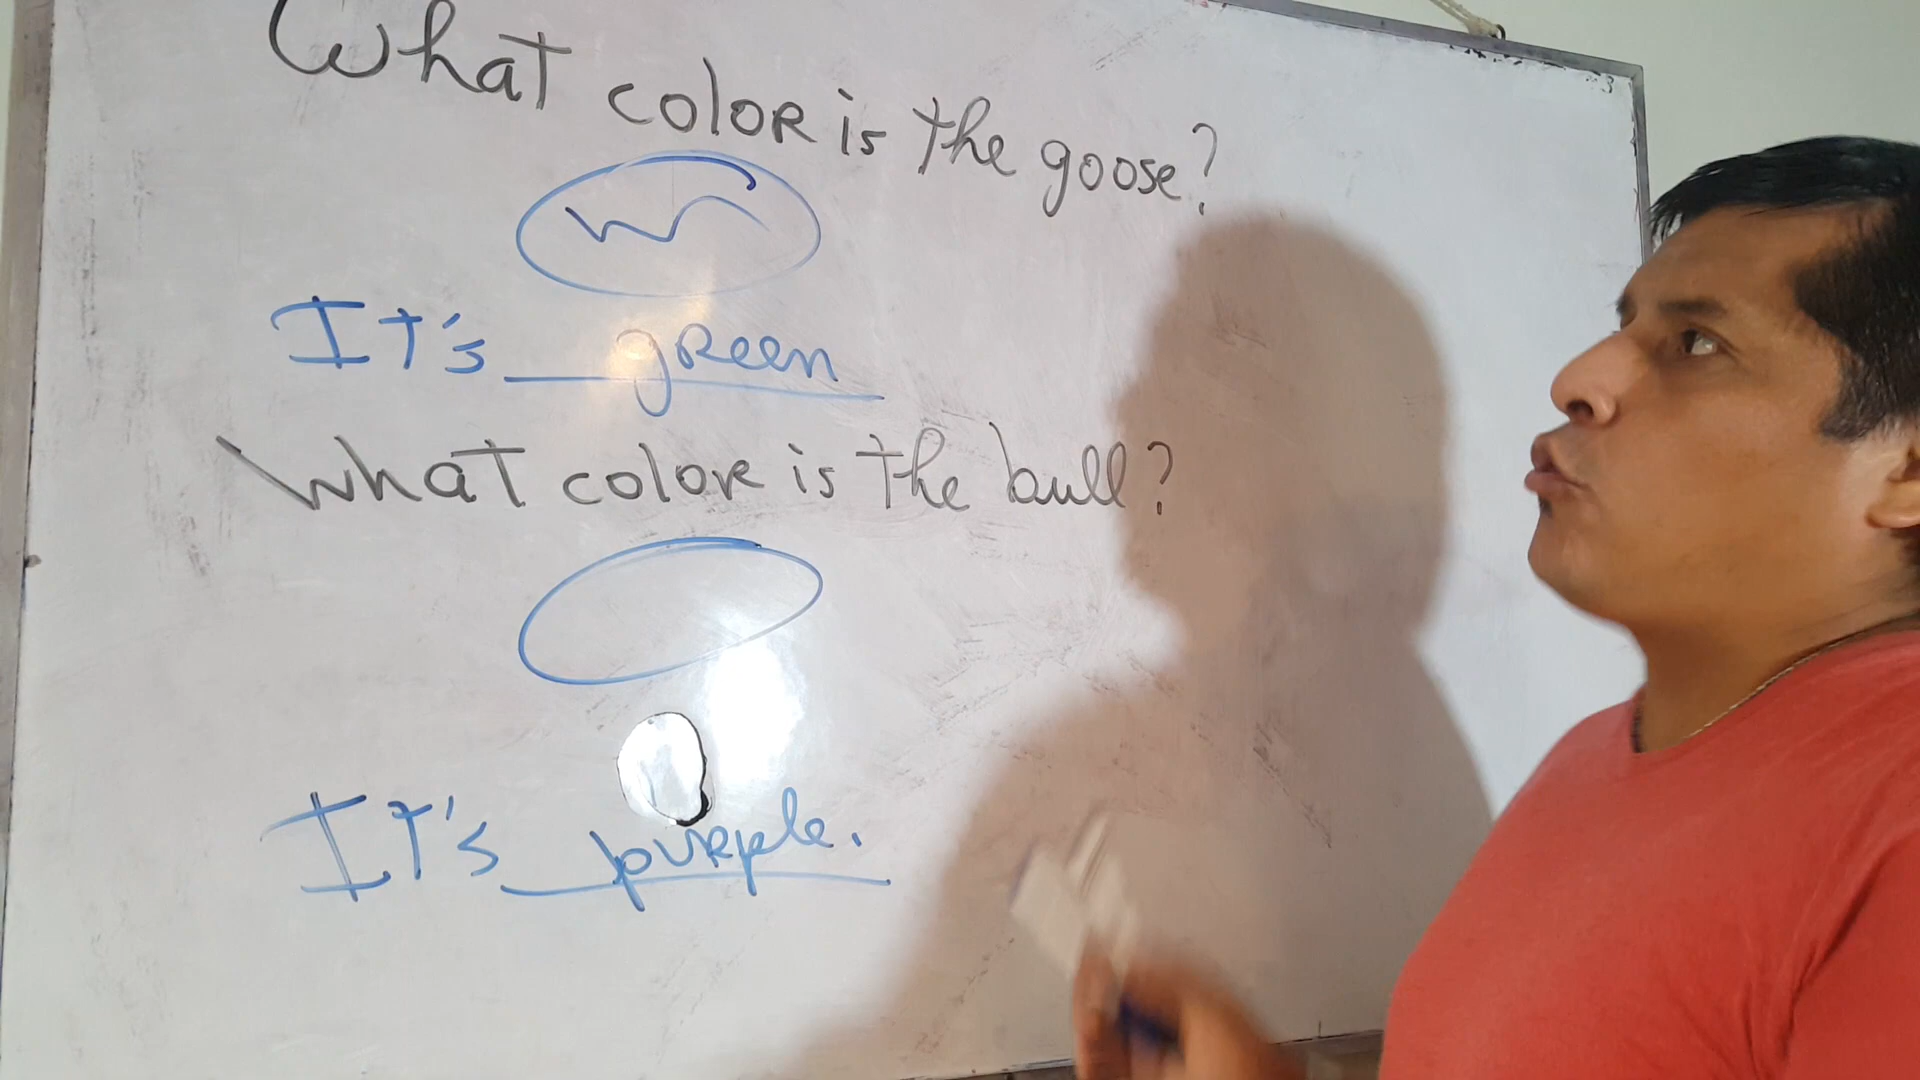 What color is the goose?
It's green
What color is the bull?
It's purple.